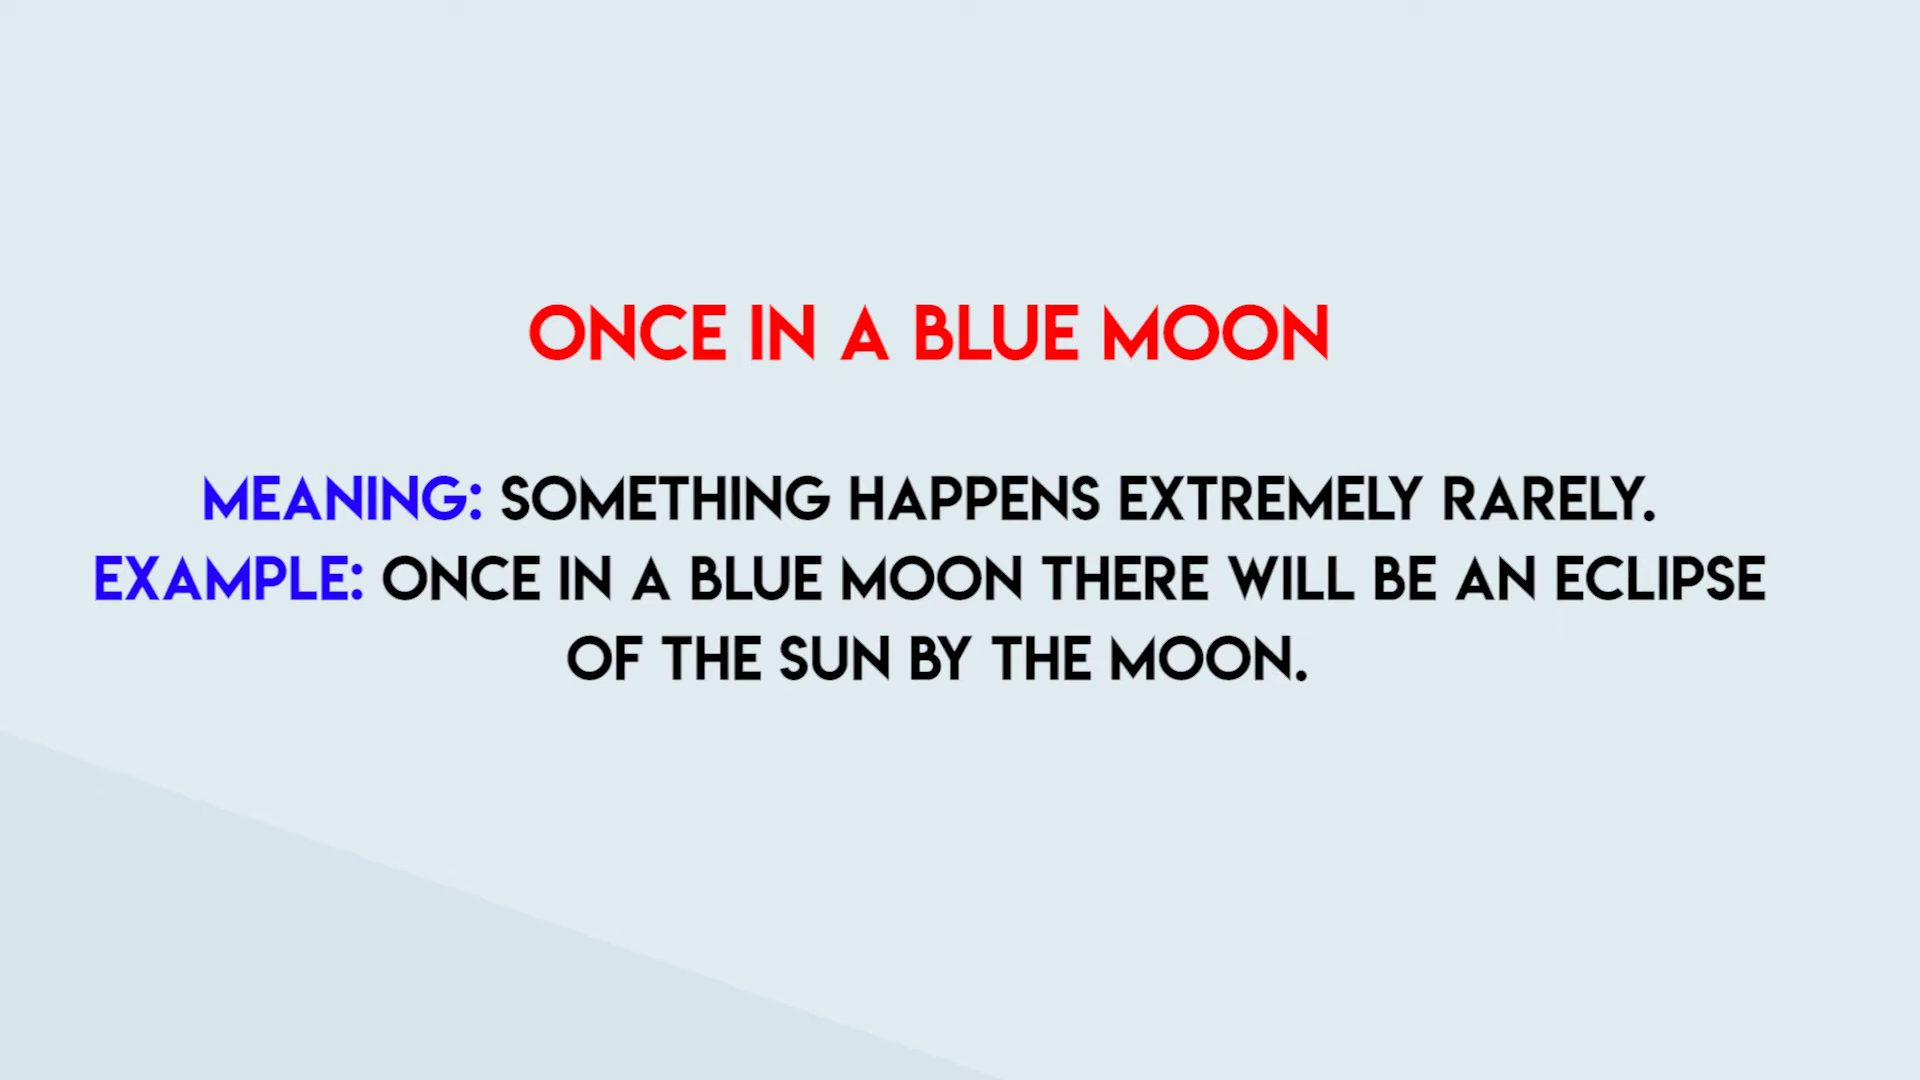 ONCE IN A BLUE MOON
MEANING: SOMETHING HAPPENS EXTREMELY RARELY.
EXAMPLE: ONCE IN A BLUE MOON THERE WILL BE AN ECLIPSE
OF THE SUN BY THE MOON.